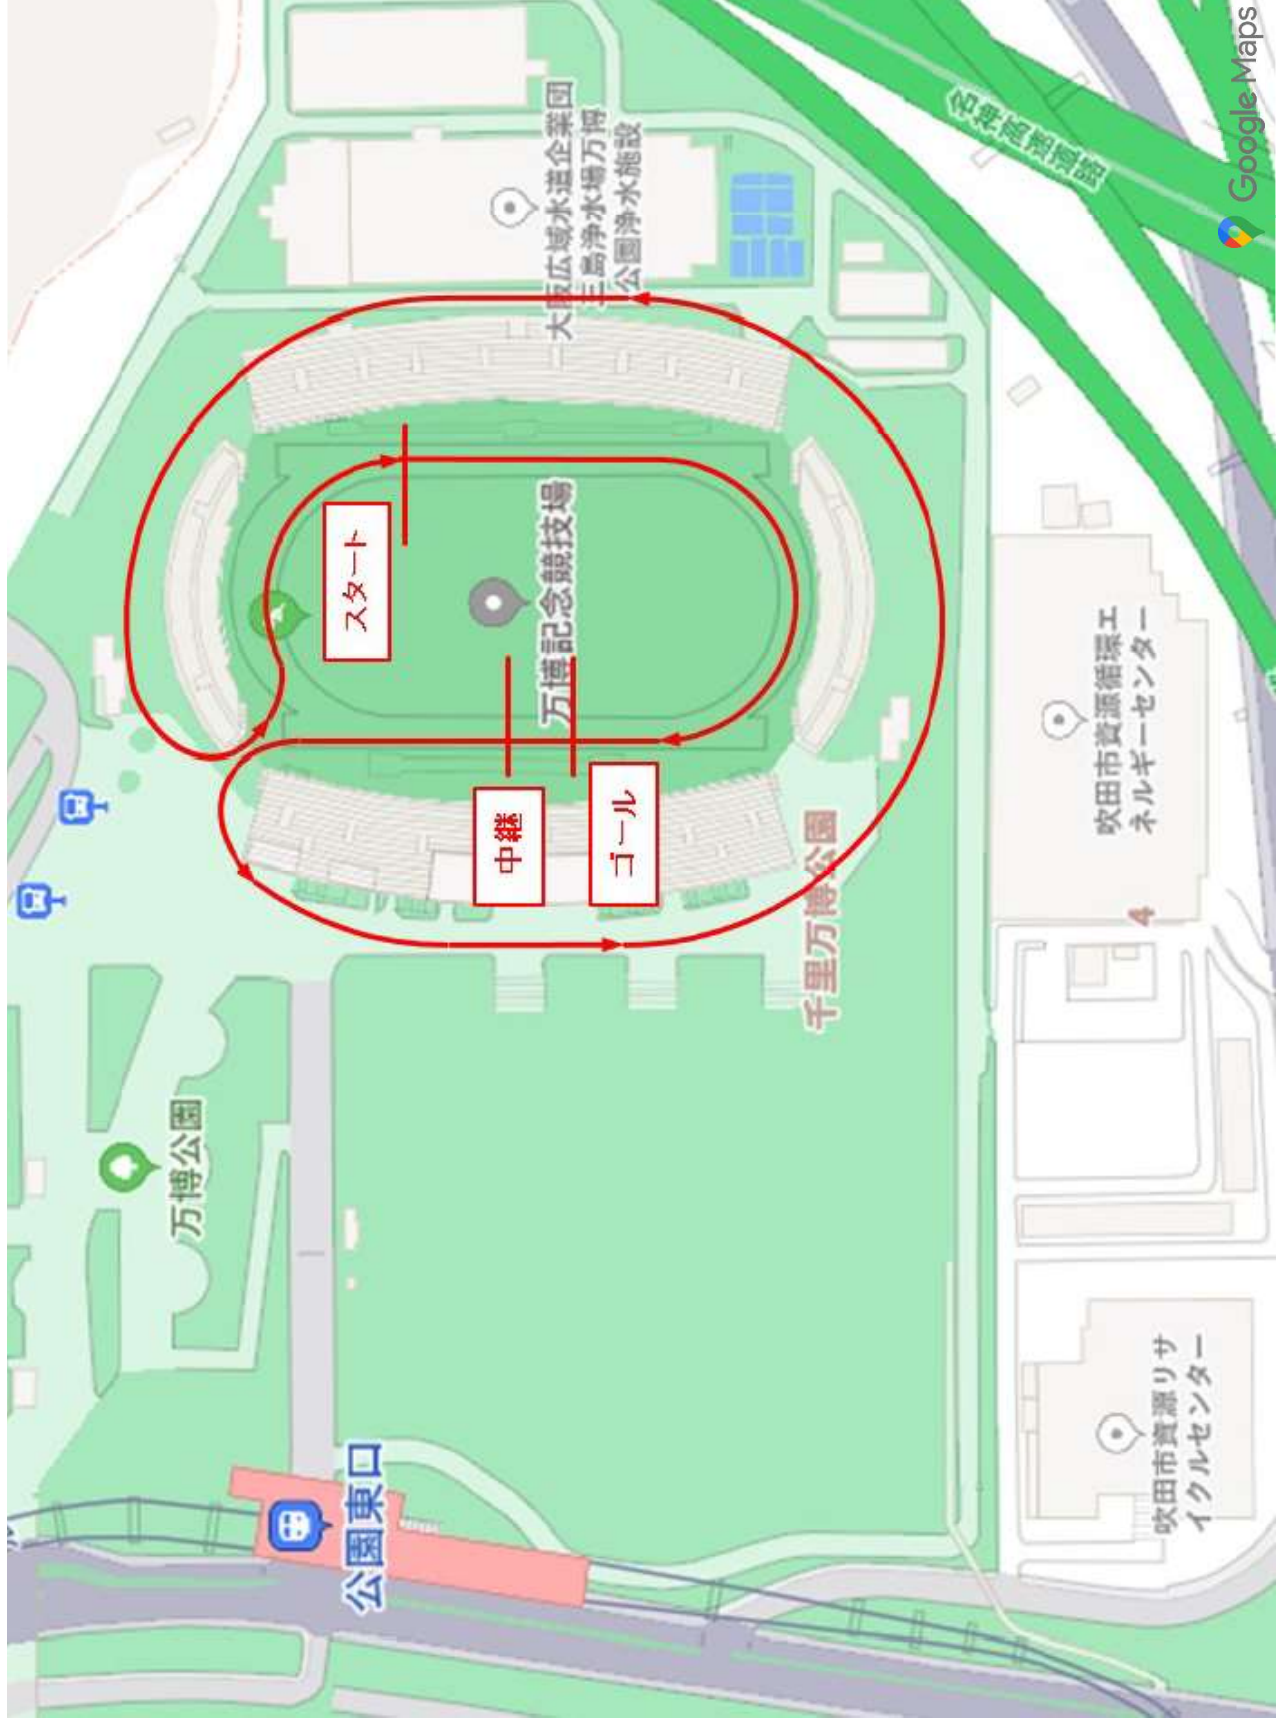 大阪広域水道企業団
三島浄水場万博
公園浄水施設
名神高速道路
Google Maps
スタート
万博記念競技場
中継
ゴール
吹田市資源循環エ
ネルギーセンター
4
千里万博公園
万博公園
公園東口
吹田市資源リサ
イクルセンター